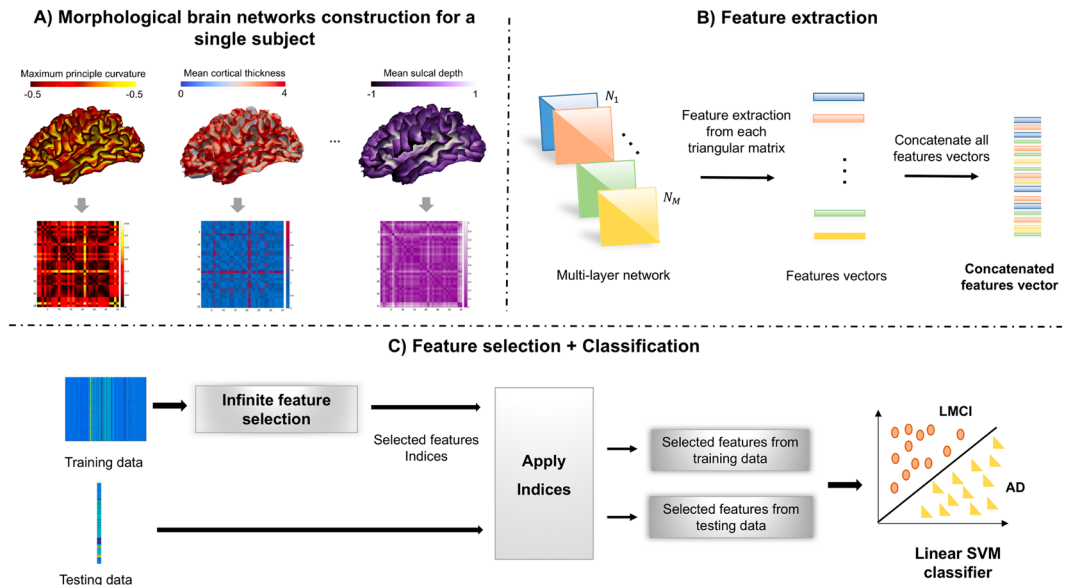 A) Morphological brain networks construction for a
single subject
Maximum principle curvature
-0.5 -0.5
Mean cortical thickness
0 4
Mean sulcal depth
-1 1
...
B) Feature extraction
N1
NM
Multi-layer network
Feature extraction
from each
triangular matrix
Features vectors
Concatenate all
features vectors
Concatenated
features vector
C) Feature selection + Classification
Training data
Infinite feature
selection
Selected features
Indices
Testing data
Apply
Indices
Selected features from
training data
Selected features from
testing data
LMCI
AD
Linear SVM
classifier